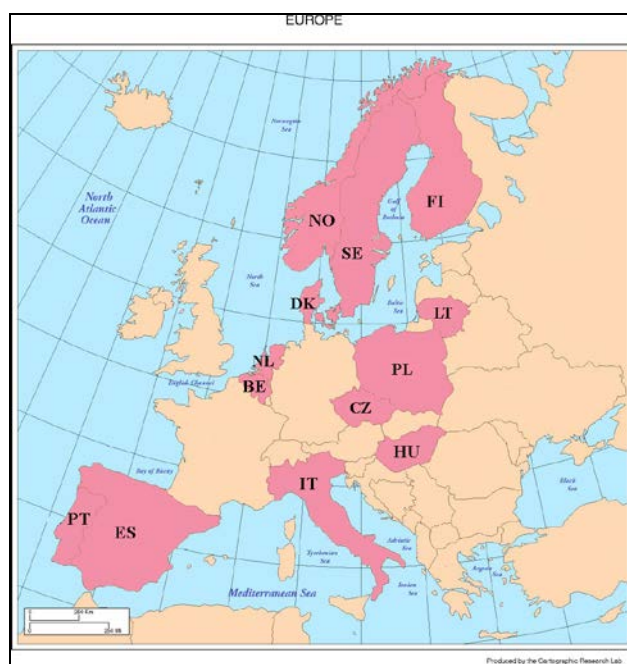 EUROPE
Norwegian
Sea
North
Atlantic
Ocean
FI
NO
Gulf
of
Bothnia
SE
North
Sea
DK
Baltic
Sea
LT
NL
PL
English Channel
BE
CZ
HU
Bay of Biscay
IT
Black
Sea
PT
ES
Adriatic
Sea
Tyrrhenian
Sea
Aegean
Sea
Mediterranean Sea
Ionian
Sea
0
0
Produced by the Cartographic Research Lab